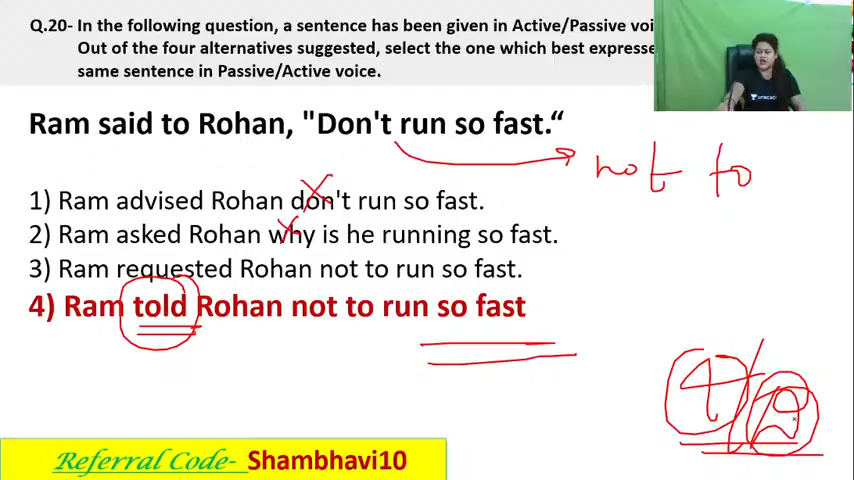 Q.20- In the following question, a sentence has been given in Active/Passive voi
Out of the four alternatives suggested, select the one which best expresse
same sentence in Passive/Active voice.
Ram said to Rohan, "Don't run so fast.“
not to
1) Ram advised Rohan don't run so fast.
2) Ram asked Rohan why is he running so fast.
3) Ram requested Rohan not to run so fast.
4) Ram told Rohan not to run so fast
Referral Code- Shambhavi10